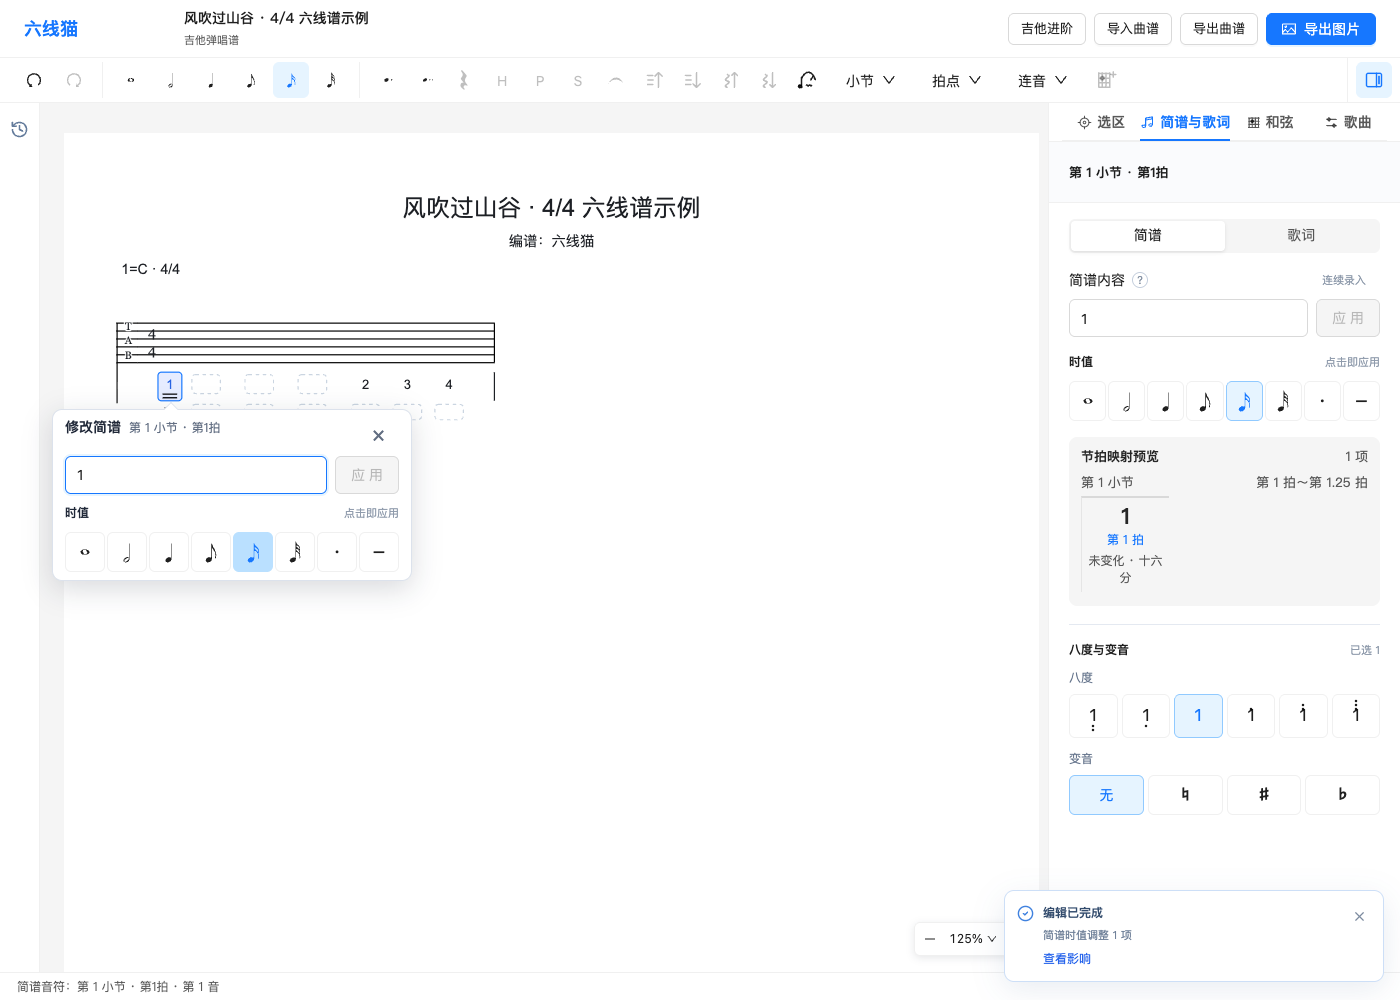 六线猫
风吹过山谷 · 4/4 六线谱示例
吉他弹唱谱
吉他进阶
导入曲谱
导出曲谱
导出图片
H P S 小节 拍点 连音
选区 简谱与歌词 和弦 歌曲
第 1 小节 · 第1拍
简谱 歌词
简谱内容 ? 连续录入
1 应 用
时值 点击即应用
节拍映射预览 1 项
第 1 小节 第 1 拍～第 1.25 拍
1
第 1 拍
未变化 · 十六
分
八度与变音 已选 1
八度
1 1 1 1 1 1
变音
无 ♮ ♯ ♭
风吹过山谷 · 4/4 六线谱示例
编谱：六线猫
1=C · 4/4
T
A
B
4
4
1 2 3 4
修改简谱 第 1 小节 · 第1拍
1 应 用
时值 点击即应用
125%
编辑已完成
简谱时值调整 1 项
查看影响
简谱音符：第 1 小节 · 第1拍 · 第 1 音